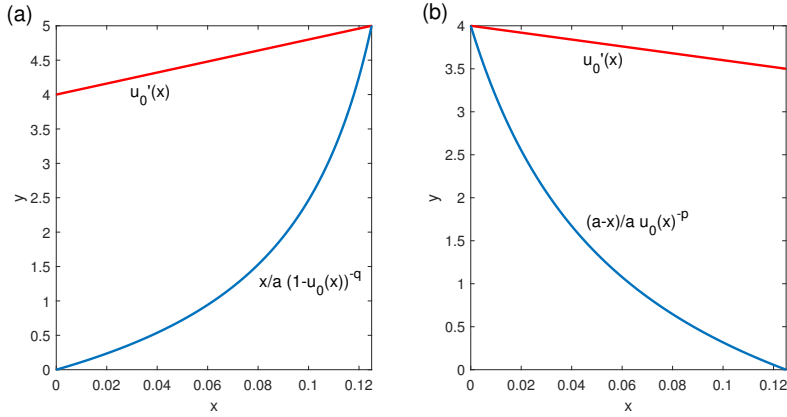 (a)
5
4.5
4
3.5
3
2.5
2
1.5
1
0.5
0
y
u₀'(x)
x/a (1-u₀(x))⁻q
0 0.02 0.04 0.06 0.08 0.1 0.12
x
(b)
4
3.5
3
2.5
2
1.5
1
0.5
0
y
u₀'(x)
(a-x)/a u₀(x)⁻p
0 0.02 0.04 0.06 0.08 0.1 0.12
x